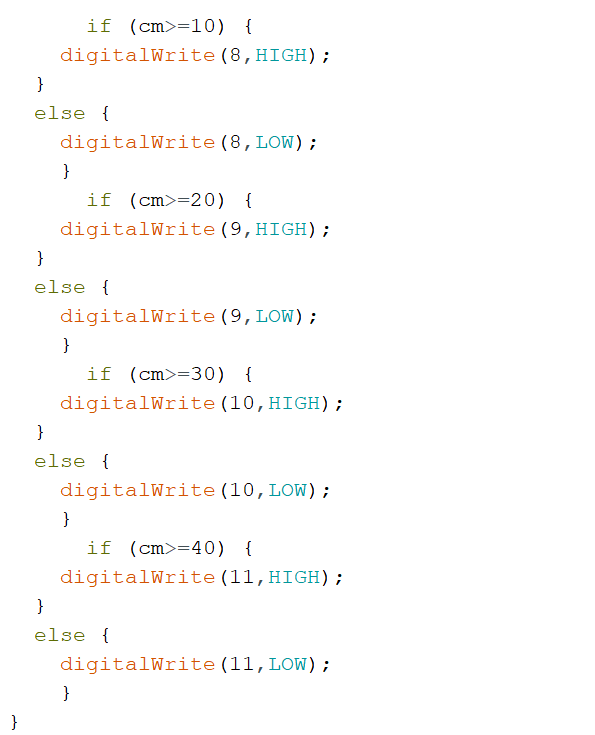 if (cm>=10) {
digitalWrite(8,HIGH);
}
else {
digitalWrite(8,LOW);
}
if (cm>=20) {
digitalWrite(9,HIGH);
}
else {
digitalWrite(9,LOW);
}
if (cm>=30) {
digitalWrite(10,HIGH);
}
else {
digitalWrite(10,LOW);
}
if (cm>=40) {
digitalWrite(11,HIGH);
}
else {
digitalWrite(11,LOW);
}
}